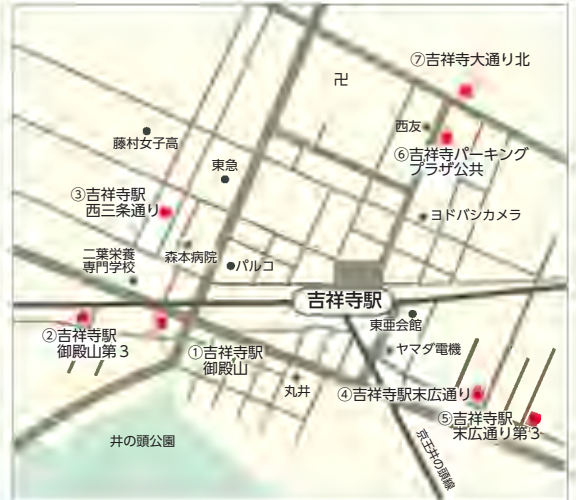 ⑦吉祥寺大通り北
卍
西友
藤村女子高
⑥吉祥寺パーキング
プラザ公共
東急
③吉祥寺駅
西三条通り
ヨドバシカメラ
二葉栄養
専門学校
森本病院
パルコ
吉祥寺駅
東亜会館
②吉祥寺駅
御殿山第3
①吉祥寺駅
御殿山
ヤマダ電機
丸井
④吉祥寺駅末広通り
⑤吉祥寺駅
末広通り第3
井の頭公園
京王井の頭線